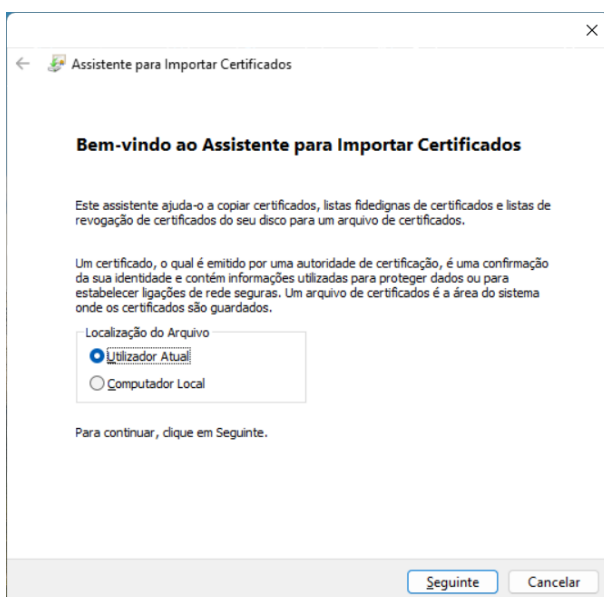 Assistente para Importar Certificados
Bem-vindo ao Assistente para Importar Certificados
Este assistente ajuda-o a copiar certificados, listas fidedignas de certificados e listas de
revogação de certificados do seu disco para um arquivo de certificados.
Um certificado, o qual é emitido por uma autoridade de certificação, é uma confirmação
da sua identidade e contém informações utilizadas para proteger dados ou para
estabelecer ligações de rede seguras. Um arquivo de certificados é a área do sistema
onde os certificados são guardados.
Localização do Arquivo
Utilizador Atual
Computador Local
Para continuar, clique em Seguinte.
Seguinte Cancelar